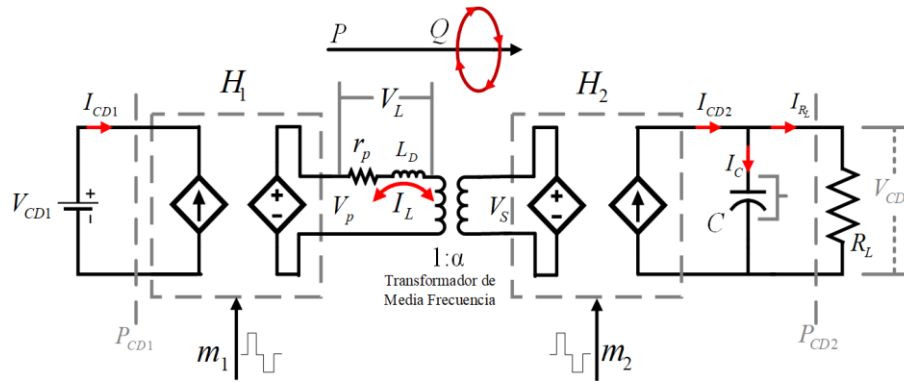 P
Q
H1
VL
H2
ICD1
ICD2
IRL
rp
LD
IC
VCD1
+
-
+
-
Vp
IL
VS
+
-
C
RL
VCD
1:α
Transformador de
Media Frecuencia
PCD1
m1
m2
PCD2